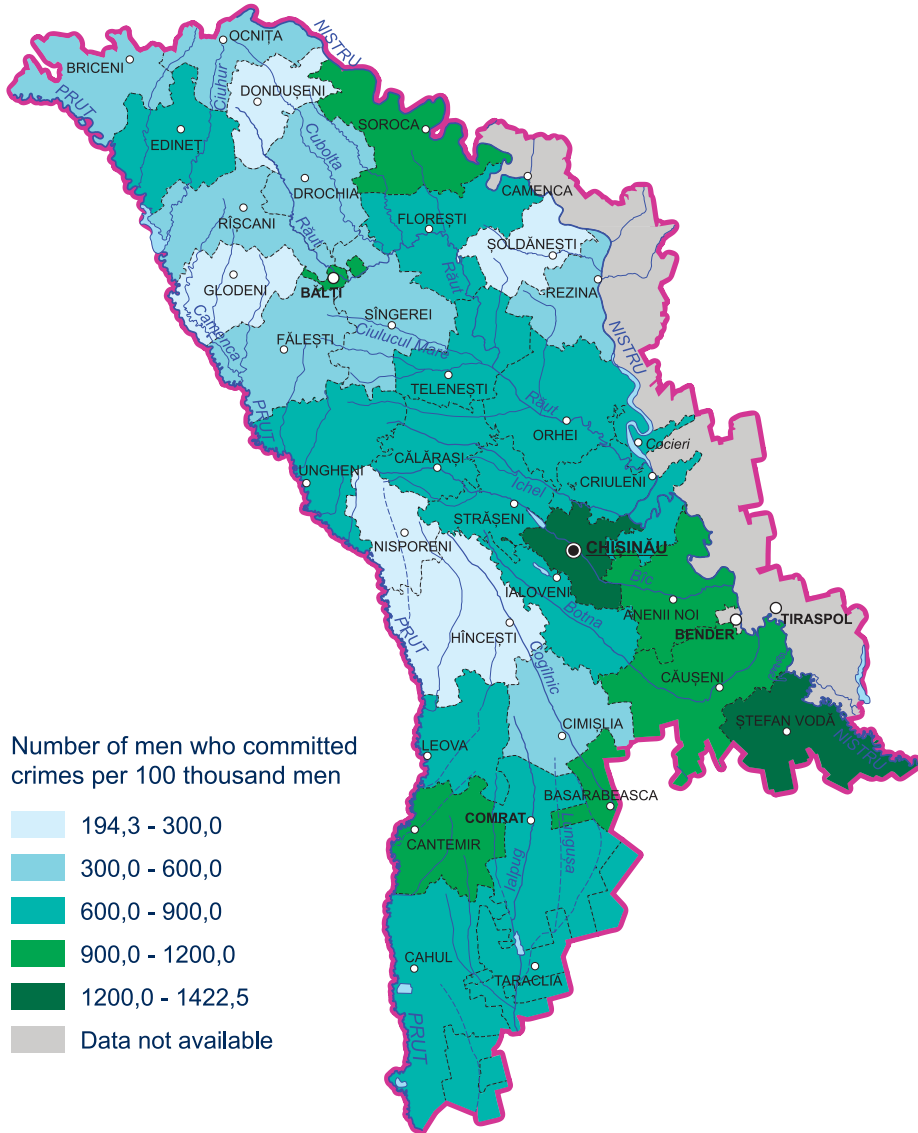 OCNIȚA
BRICENI
NISTRU
Ciuhur
DONDUȘENI
PRUT
Cubolta
SOROCA
EDINEȚ
CAMENCA
DROCHIA
RÎȘCANI
FLOREȘTI
Răut
ȘOLDĂNEȘTI
GLODENI
BĂLȚI
Răut
REZINA
SÎNGEREI
Camenca
Ciulucul Mare
FĂLEȘTI
NISTRU
TELENEȘTI
PRUT
Răut
ORHEI
Cocieri
CĂLĂRAȘI
UNGHENI
Ichel
CRIULENI
STRĂȘENI
NISPORENI
CHIȘINĂU
IALOVENI
Bîc
Botna
ANENII NOI
TIRASPOL
PRUT
HÎNCEȘTI
BENDER
Cogîlnic
CĂUȘENI
CIMIȘLIA
ȘTEFAN VODĂ
NISTRU
LEOVA
Number of men who committed
crimes per 100 thousand men
BASARABEASCA
COMRAT
Lungușa
CANTEMIR
Ialpug
194,3 - 300,0
300,0 - 600,0
600,0 - 900,0
900,0 - 1200,0
1200,0 - 1422,5
Data not available
CAHUL
TARACLIA
PRUT